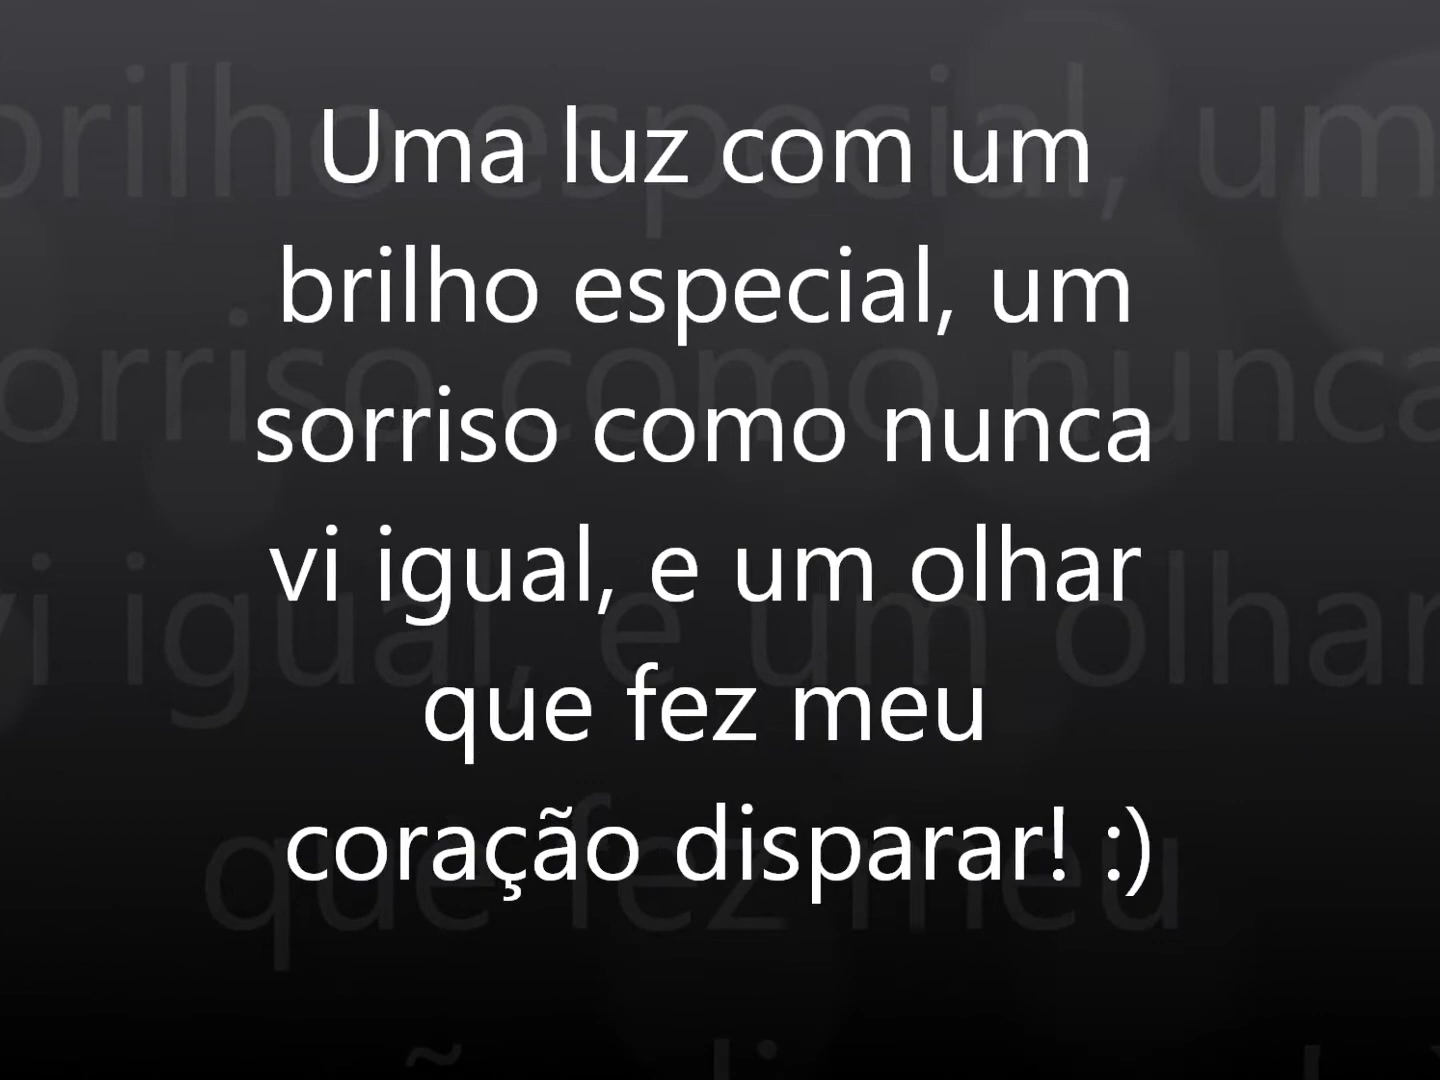 Uma luz com um
brilho especial, um
sorriso como nunca
vi igual, e um olhar
que fez meu
coração disparar! :)